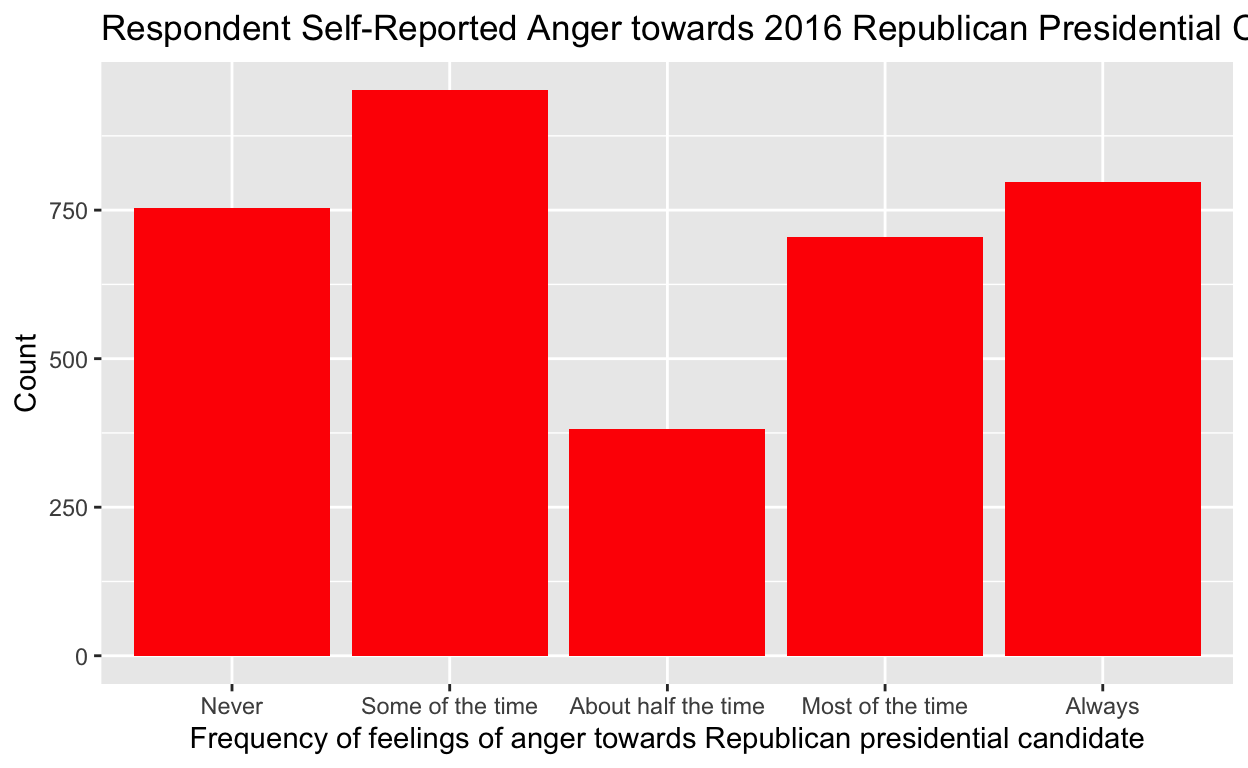 Respondent Self-Reported Anger towards 2016 Republican Presidential
Count
750
500
250
0
Never
Some of the time
About half the time
Most of the time
Always
Frequency of feelings of anger towards Republican presidential candidate